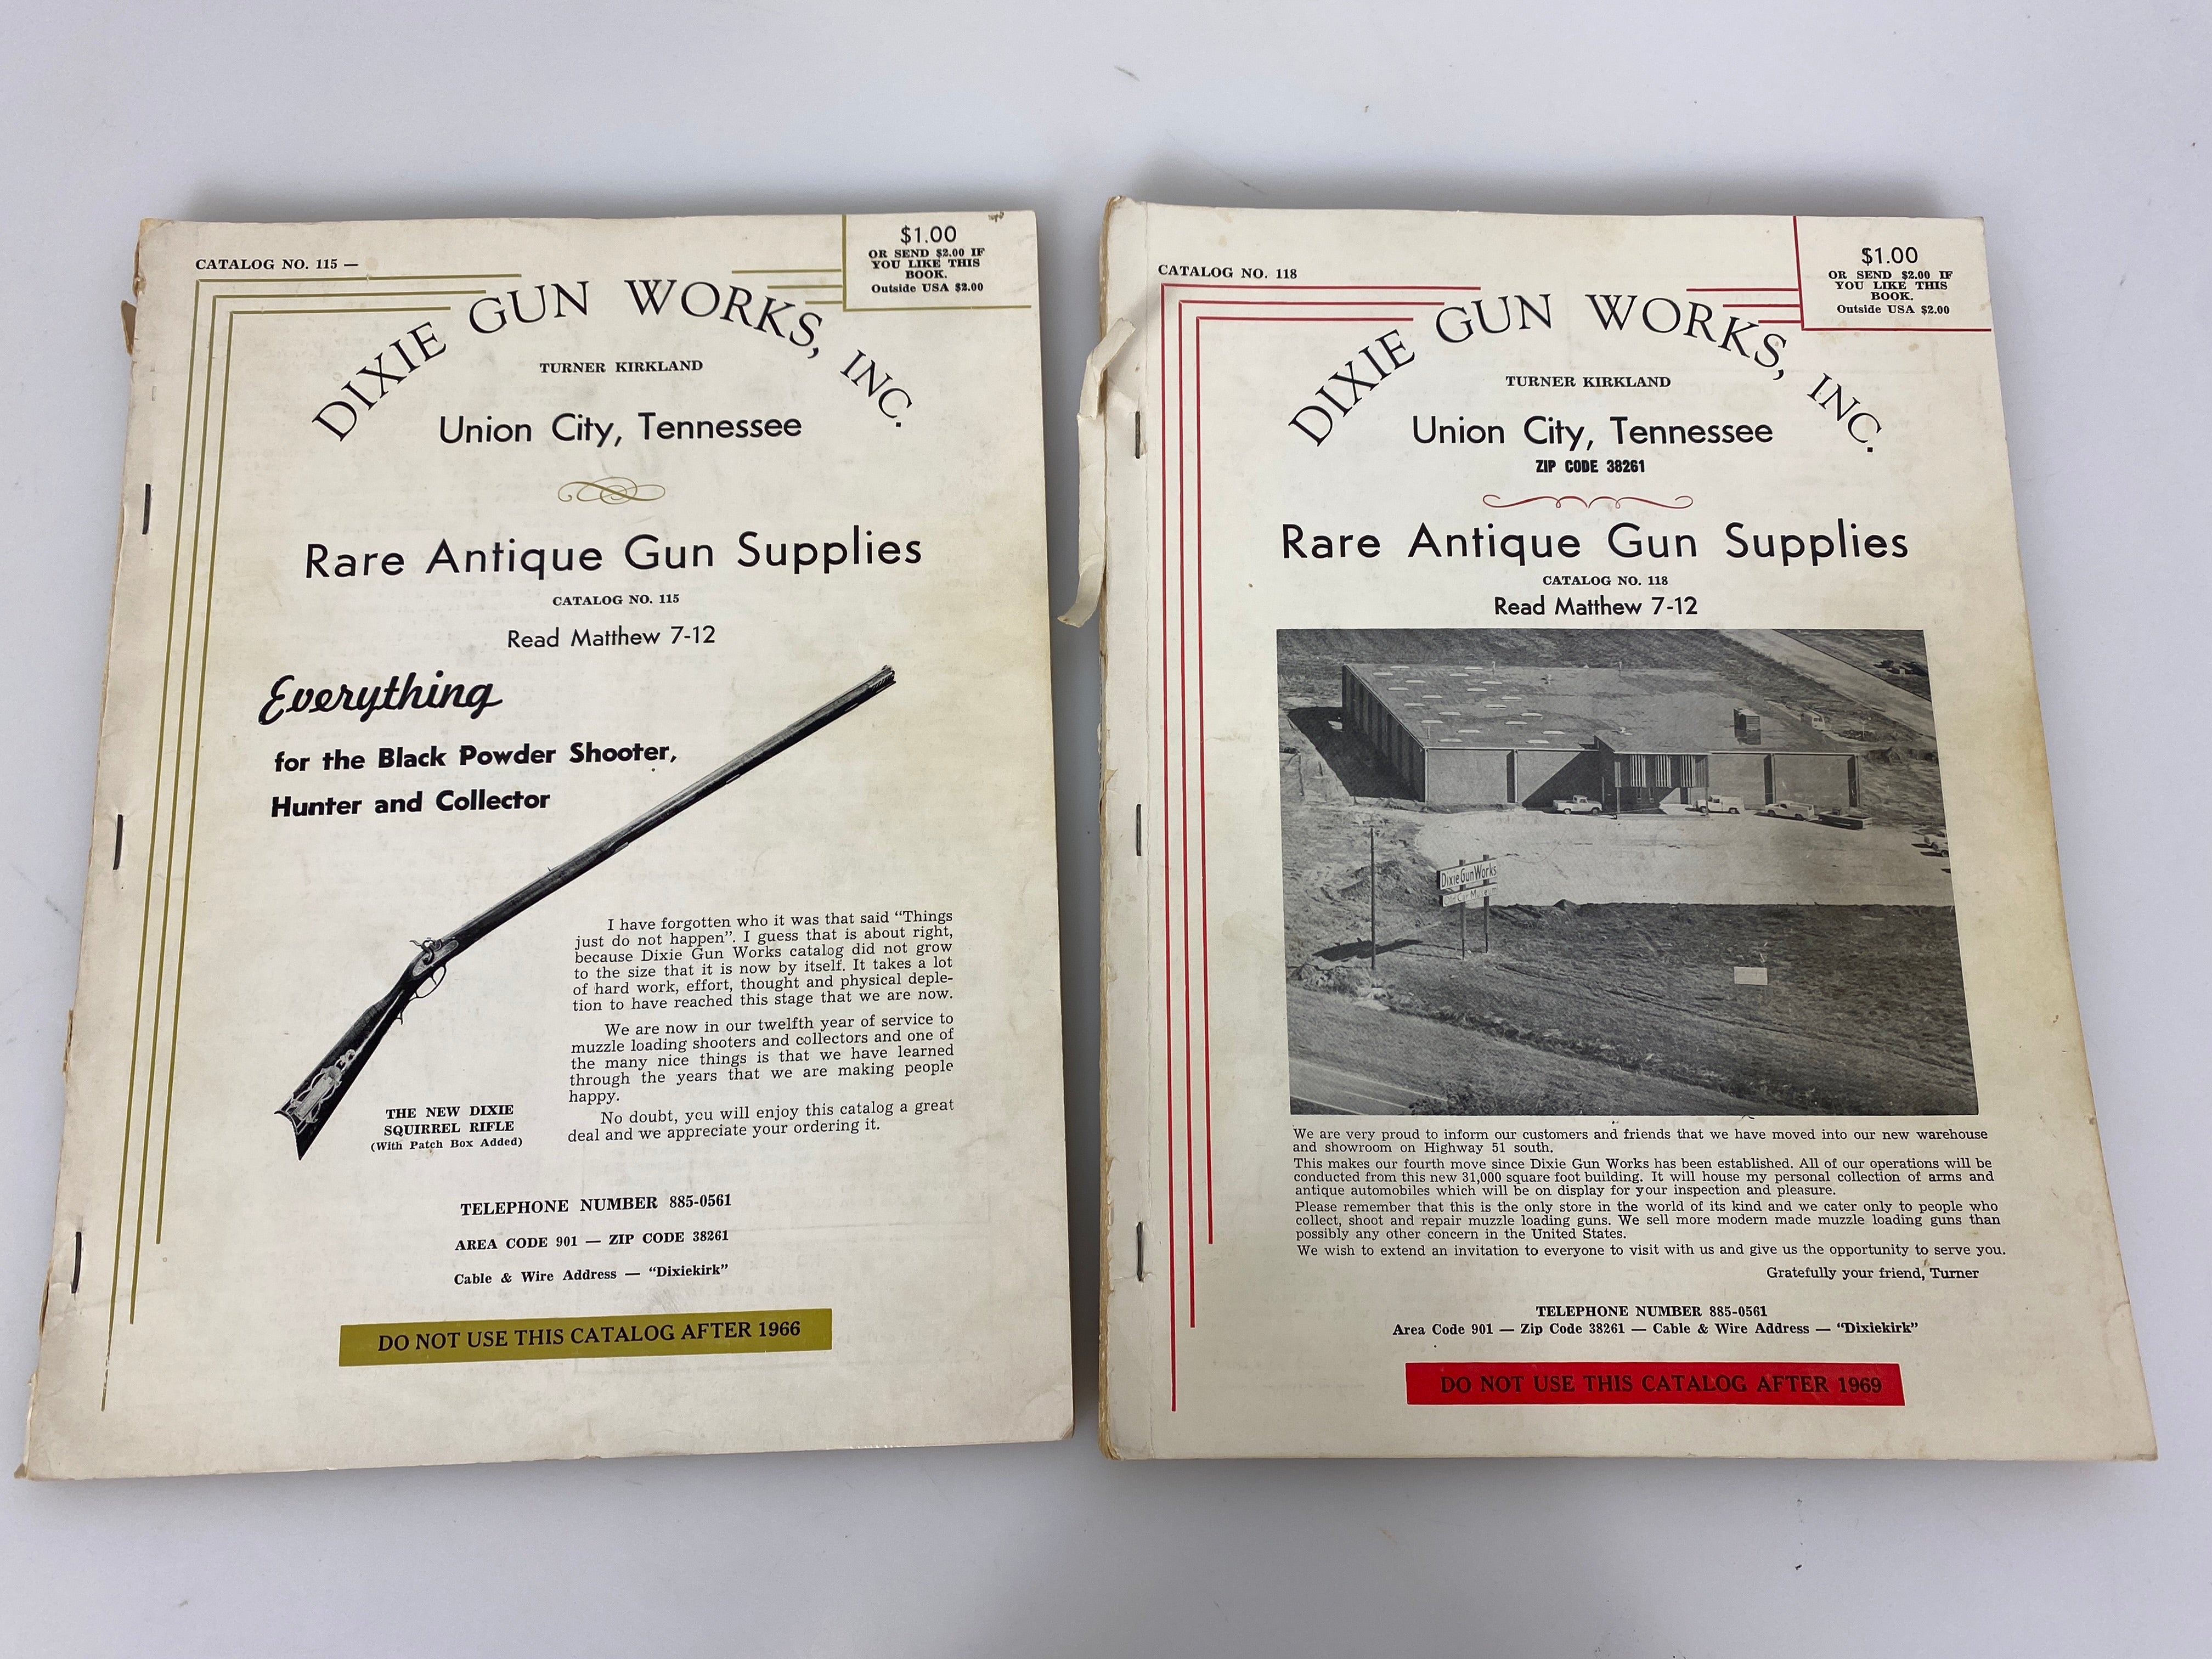 CATALOG NO. 115 —
$1.00
OR SEND $2.00 IF
YOU LIKE THIS
BOOK.
Outside USA $2.00
DIXIE GUN WORKS, INC.
TURNER KIRKLAND
Union City, Tennessee
Rare Antique Gun Supplies
CATALOG NO. 115
Read Matthew 7-12
Everything
for the Black Powder Shooter,
Hunter and Collector
I have forgotten who it was that said “Things
just do not happen”. I guess that is about right,
because Dixie Gun Works catalog did not grow
to the size that it is now by itself. It takes a lot
of hard work, effort, thought and physical deple-
tion to have reached this stage that we are now.
We are now in our twelfth year of service to
muzzle loading shooters and collectors and one of
the many nice things is that we have learned
through the years that we are making people
happy.
No doubt, you will enjoy this catalog a great
deal and we appreciate your ordering it.
THE NEW DIXIE
SQUIRREL RIFLE
(With Patch Box Added)
TELEPHONE NUMBER 885-0561
AREA CODE 901 — ZIP CODE 38261
Cable & Wire Address — “Dixiekirk”
DO NOT USE THIS CATALOG AFTER 1966
CATALOG NO. 118
$1.00
OR SEND $2.00 IF
YOU LIKE THIS
BOOK.
Outside USA $2.00
DIXIE GUN WORKS, INC.
TURNER KIRKLAND
Union City, Tennessee
ZIP CODE 38261
Rare Antique Gun Supplies
CATALOG NO. 118
Read Matthew 7-12
Dixie Gun Works
We are very proud to inform our customers and friends that we have moved into our new warehouse
and showroom on Highway 51 south.
This makes our fourth move since Dixie Gun Works has been established. All of our operations will be
conducted from this new 31,000 square foot building. It will house my personal collection of arms and
antique automobiles which will be on display for your inspection and pleasure.
Please remember that this is the only store in the world of its kind and we cater only to people who
collect, shoot and repair muzzle loading guns. We sell more modern made muzzle loading guns than
possibly any other concern in the United States.
We wish to extend an invitation to everyone to visit with us and give us the opportunity to serve you.
Gratefully your friend, Turner
TELEPHONE NUMBER 885-0561
Area Code 901 — Zip Code 38261 — Cable & Wire Address — “Dixiekirk”
DO NOT USE THIS CATALOG AFTER 1969